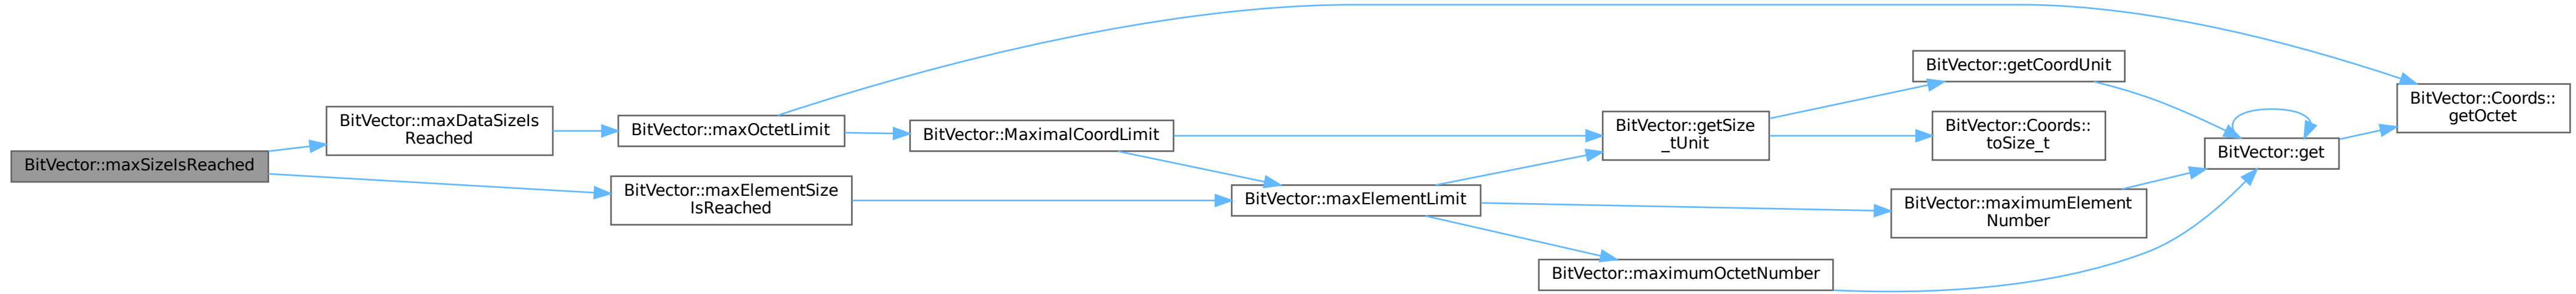 BitVector::maxSizeIsReached
BitVector::maxDataSizeIs
Reached
BitVector::maxElementSize
IsReached
BitVector::maxOctetLimit
BitVector::MaximalCoordLimit
BitVector::maxElementLimit
BitVector::getSize
_tUnit
BitVector::maximumOctetNumber
BitVector::getCoordUnit
BitVector::Coords::
toSize_t
BitVector::maximumElement
Number
BitVector::get
BitVector::Coords::
getOctet